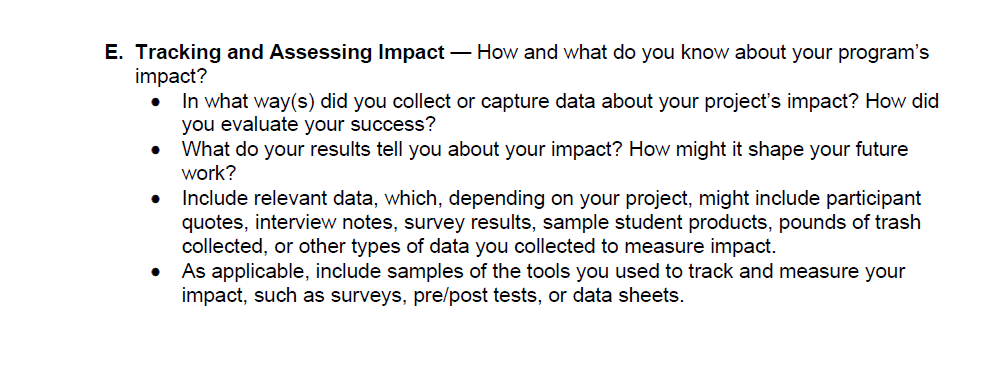 E. Tracking and Assessing Impact — How and what do you know about your program's
impact?
• In what way(s) did you collect or capture data about your project's impact? How did
you evaluate your success?
• What do your results tell you about your impact? How might it shape your future
work?
• Include relevant data, which, depending on your project, might include participant
quotes, interview notes, survey results, sample student products, pounds of trash
collected, or other types of data you collected to measure impact.
• As applicable, include samples of the tools you used to track and measure your
impact, such as surveys, pre/post tests, or data sheets.